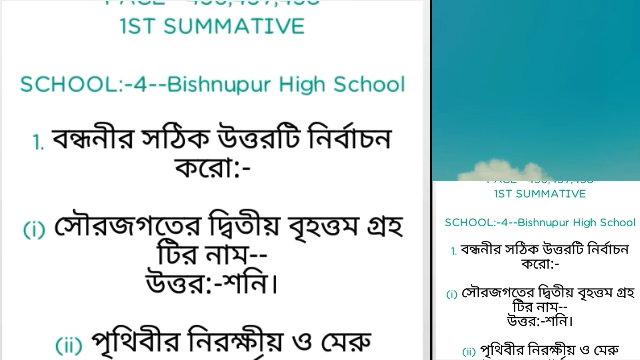 1ST SUMMATIVE
SCHOOL:-4--Bishnupur High School
1. বন্ধনীর সঠিক উত্তরটি নির্বাচন
করো:-
(i) সৌরজগতের দ্বিতীয় বৃহত্তম গ্রহ
টির নাম--
উত্তর:-শনি।
(ii) পৃথিবীর নিরক্ষীয় ও মেরু
1ST SUMMATIVE
SCHOOL:-4--Bishnupur High School
1. বন্ধনীর সঠিক উত্তরটি নির্বাচন
করো:-
(i) সৌরজগতের দ্বিতীয় বৃহত্তম গ্রহ
টির নাম--
উত্তর:-শনি।
(ii) পৃথিবীর নিরক্ষীয় ও মেরু